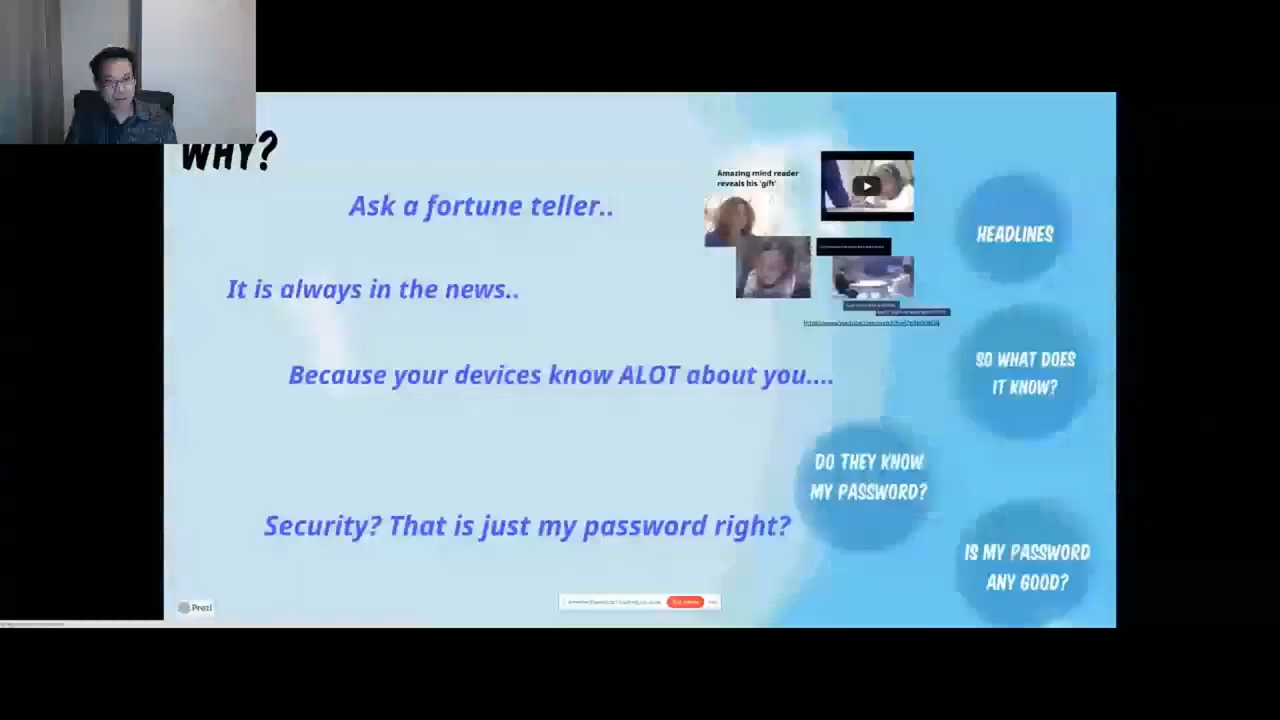 WHY?
Ask a fortune teller..
Amazing mind reader
reveals his 'gift'
HEADLINES
It is always in the news..
SO WHAT DOES
IT KNOW?
Because your devices know ALOT about you....
DO THEY KNOW
MY PASSWORD?
Security? That is just my password right?
IS MY PASSWORD
ANY GOOD?
Prezi